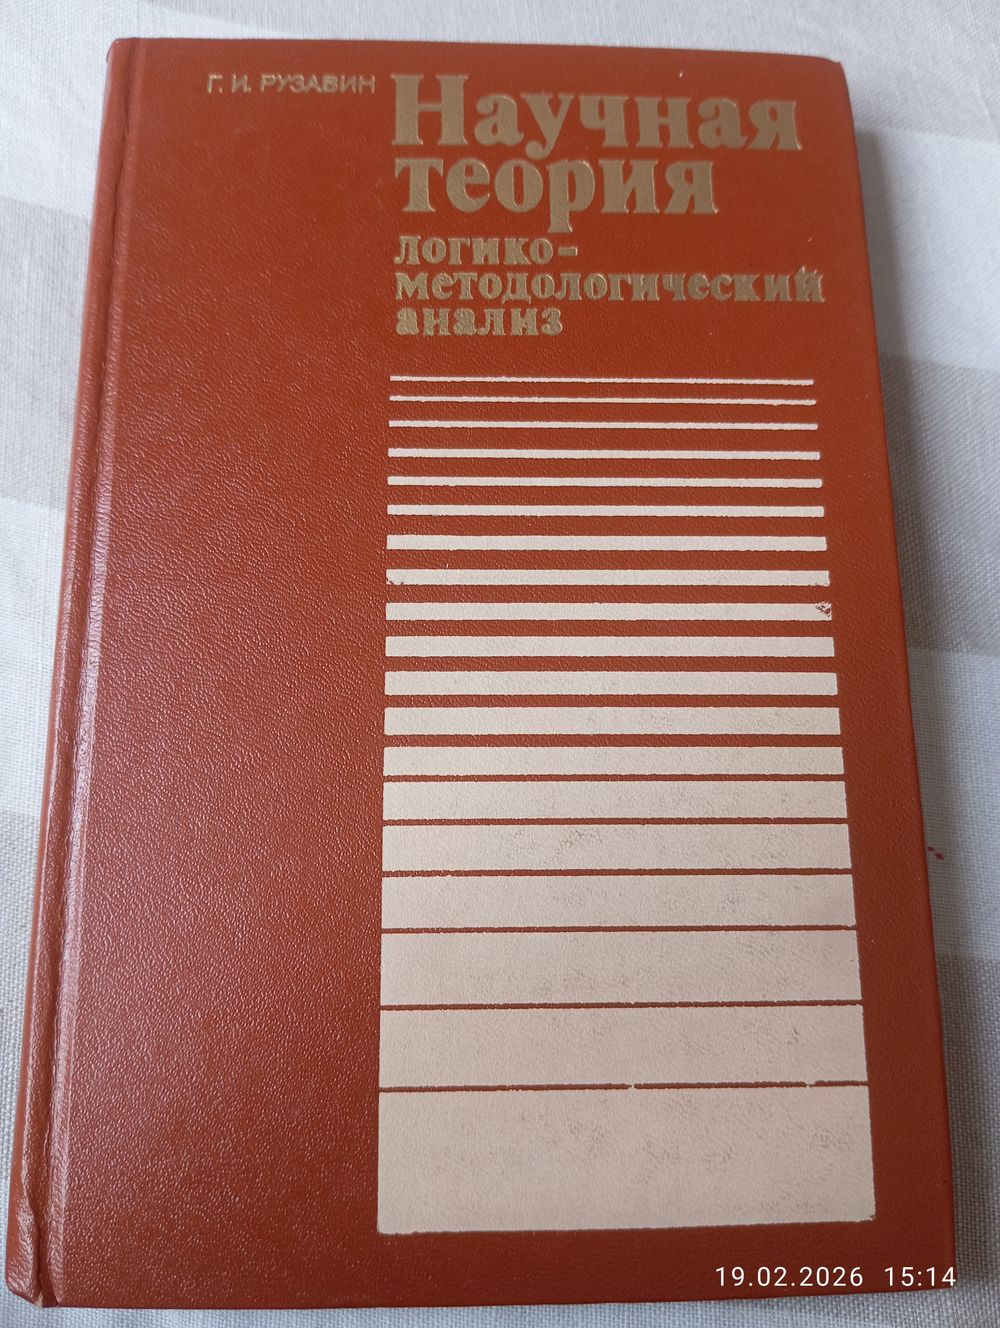 Г. И. РУЗАВИН
Научная
теория
логико-
методологический
анализ
19.02.2026 15:14